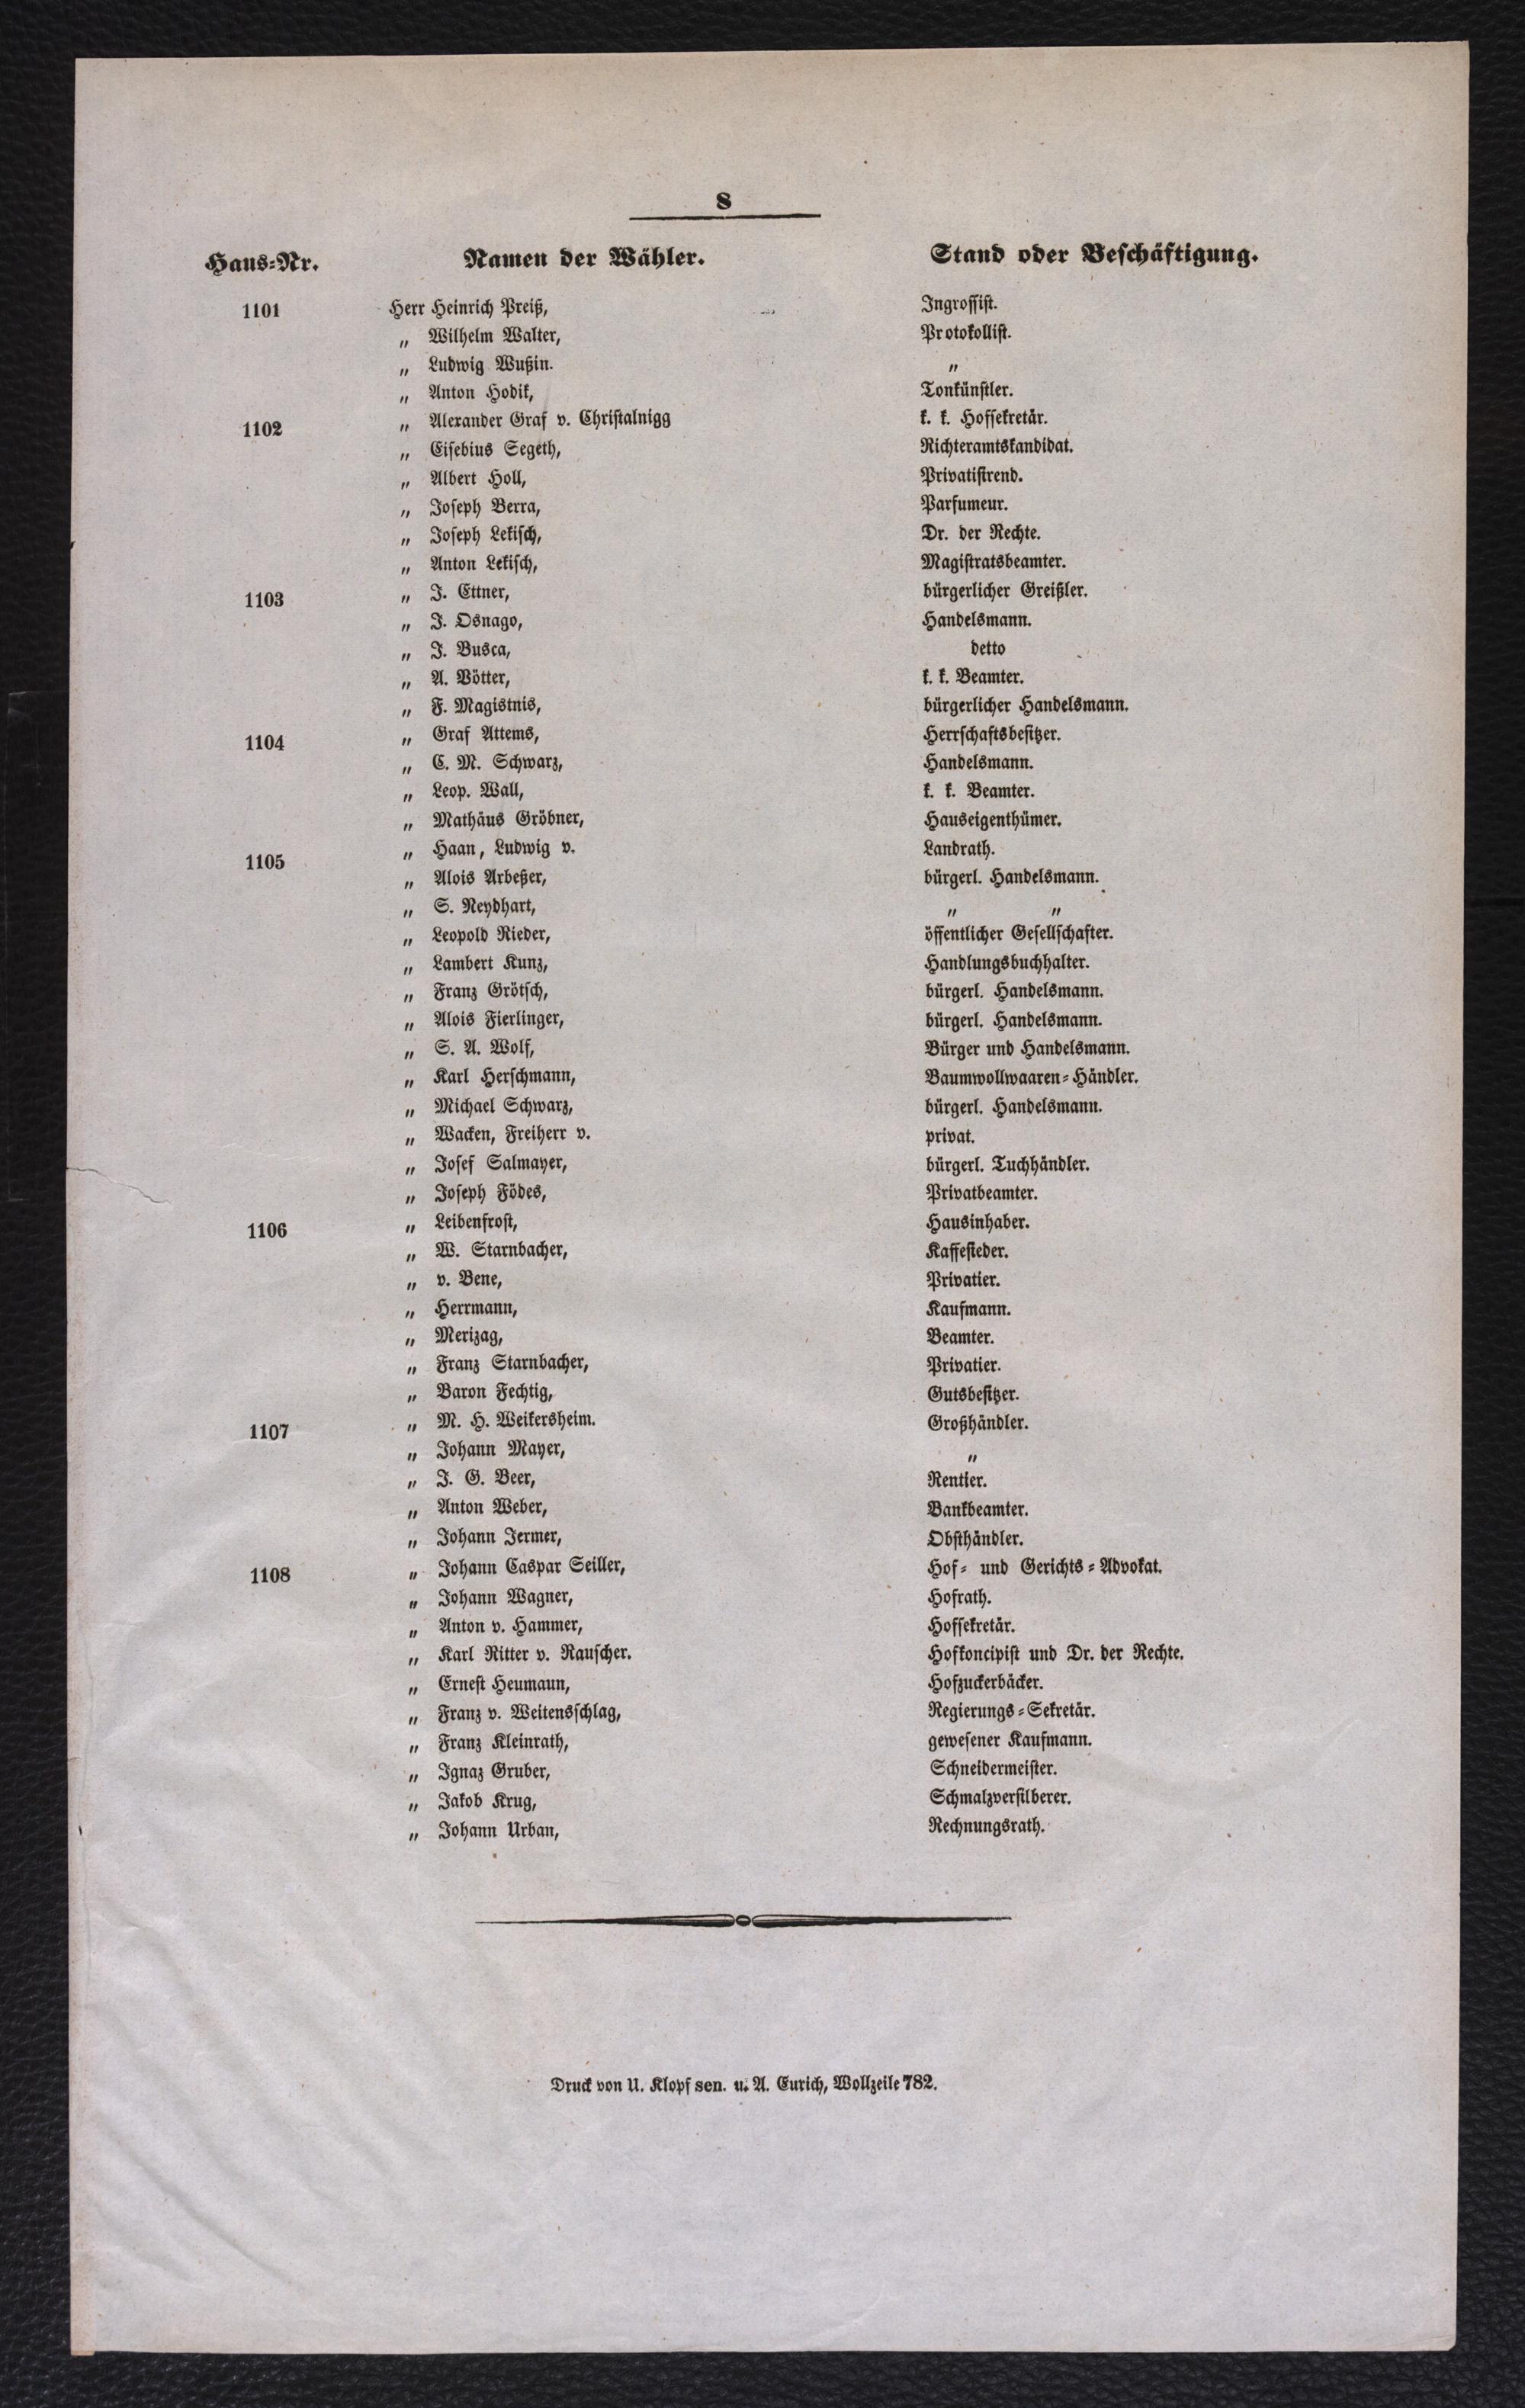 8
Haus-Nr. Namen der Wähler. Stand oder Beschäftigung.
1101 Herr Heinrich Preiß, Ingrossist.
„ Wilhelm Walter, Protokollist.
„ Ludwig Wußin. „
„ Anton Hodik, Tonkünstler.
1102 „ Alexander Graf v. Christalnigg k. k. Hofsekretär.
„ Eisebius Segeth, Richteramtskandidat.
„ Albert Holl, Privatistrend.
„ Joseph Berra, Parfumeur.
„ Joseph Lekisch, Dr. der Rechte.
„ Anton Lekisch, Magistratsbeamter.
1103 „ J. Ettner, bürgerlicher Greißler.
„ J. Osnago, Handelsmann.
„ J. Busca, detto
„ A. Vötter, k. k. Beamter.
„ F. Magistnis, bürgerlicher Handelsmann.
1104 „ Graf Attems, Herrschaftsbesitzer.
„ C. M. Schwarz, Handelsmann.
„ Leop. Wall, k. k. Beamter.
„ Mathäus Gröbner, Hauseigenthümer.
1105 „ Haan, Ludwig v. Landrath.
„ Alois Arbeßer, bürgerl. Handelsmann.
„ S. Neydhart, „ „
„ Leopold Rieder, öffentlicher Gesellschafter.
„ Lambert Kunz, Handlungsbuchhalter.
„ Franz Grötsch, bürgerl. Handelsmann.
„ Alois Fierlinger, bürgerl. Handelsmann.
„ S. A. Wolf, Bürger und Handelsmann.
„ Karl Herschmann, Baumwollwaaren-Händler.
„ Michael Schwarz, bürgerl. Handelsmann.
„ Wacken, Freiherr v. privat.
„ Josef Salmayer, bürgerl. Tuchhändler.
„ Joseph Födes, Privatbeamter.
1106 „ Leibenfrost, Hausinhaber.
„ W. Starnbacher, Kaffesieder.
„ v. Bene, Privatier.
„ Herrmann, Kaufmann.
„ Merizag, Beamter.
„ Franz Starnbacher, Privatier.
„ Baron Fechtig, Gutsbesitzer.
1107 „ M. H. Weikersheim. Großhändler.
„ Johann Mayer, „
„ J. G. Beer, Rentier.
„ Anton Weber, Bankbeamter.
„ Johann Jermer, Obsthändler.
1108 „ Johann Caspar Seiller, Hof- und Gerichts-Advokat.
„ Johann Wagner, Hofrath.
„ Anton v. Hammer, Hofsekretär.
„ Karl Ritter v. Rauscher. Hofkoncipist und Dr. der Rechte.
„ Ernest Heumaun, Hofzuckerbäcker.
„ Franz v. Weitensschlag, Regierungs-Sekretär.
„ Franz Kleinrath, gewesener Kaufmann.
„ Ignaz Gruber, Schneidermeister.
„ Jakob Krug, Schmalzversilberer.
„ Johann Urban, Rechnungsrath.
Druck von U. Klopf sen. u. A. Eurich, Wollzeile 782.